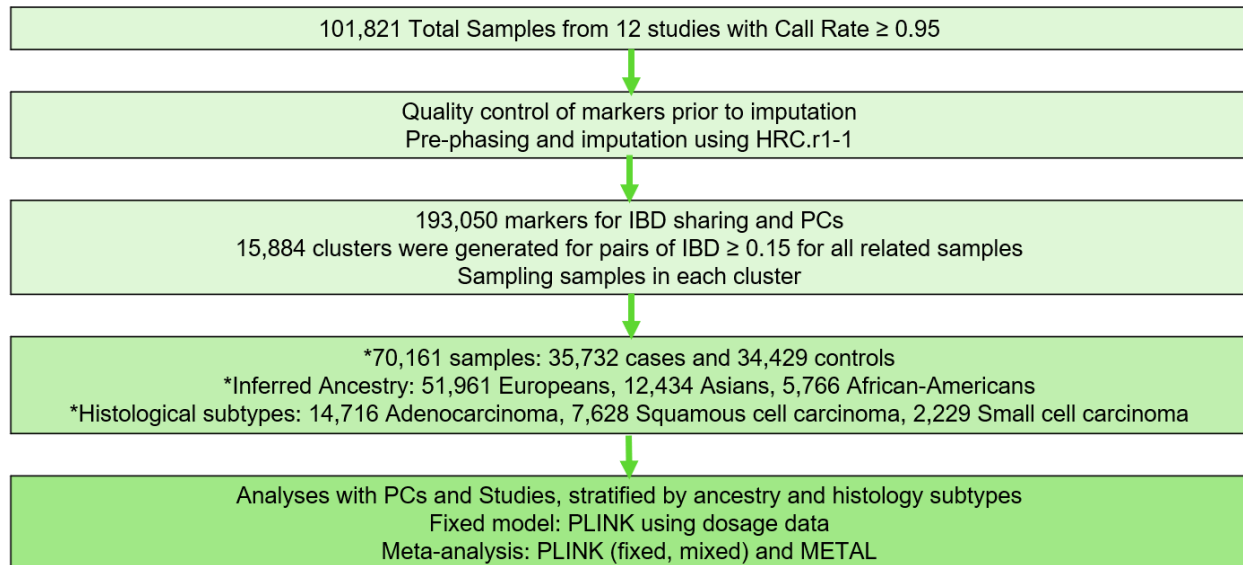 101,821 Total Samples from 12 studies with Call Rate ≥ 0.95
Quality control of markers prior to imputation
Pre-phasing and imputation using HRC.r1-1
193,050 markers for IBD sharing and PCs
15,884 clusters were generated for pairs of IBD ≥ 0.15 for all related samples
Sampling samples in each cluster
*70,161 samples: 35,732 cases and 34,429 controls
*Inferred Ancestry: 51,961 Europeans, 12,434 Asians, 5,766 African-Americans
*Histological subtypes: 14,716 Adenocarcinoma, 7,628 Squamous cell carcinoma, 2,229 Small cell carcinoma
Analyses with PCs and Studies, stratified by ancestry and histology subtypes
Fixed model: PLINK using dosage data
Meta-analysis: PLINK (fixed, mixed) and METAL